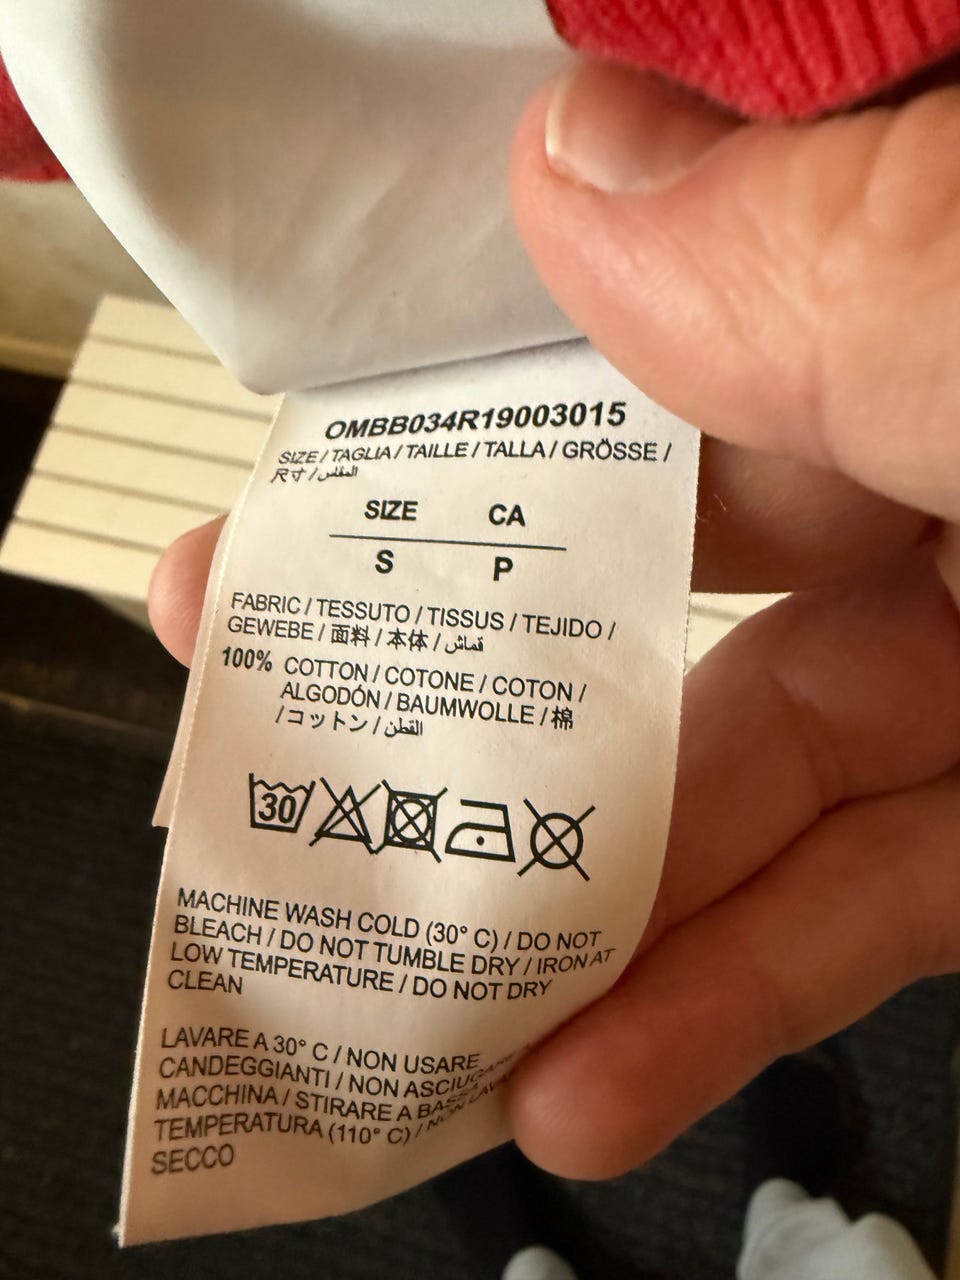 OMBB034R19003015
SIZE / TAGLIA / TAILLE / TALLA / GRÖSSE /
尺寸 / المقاس /
SIZE CA
S P
FABRIC / TESSUTO / TISSUS / TEJIDO /
GEWEBE / 面料 / 本体 / قماش
100% COTTON / COTONE / COTON /
ALGODÓN / BAUMWOLLE / 棉
/ コットン / القطن
30
MACHINE WASH COLD (30° C) / DO NOT
BLEACH / DO NOT TUMBLE DRY / IRON AT
LOW TEMPERATURE / DO NOT DRY
CLEAN
LAVARE A 30° C / NON USARE
CANDEGGIANTI / NON
MACCHINA / STIRARE A BASSA
TEMPERATURA (110° C) / NON
SECCO